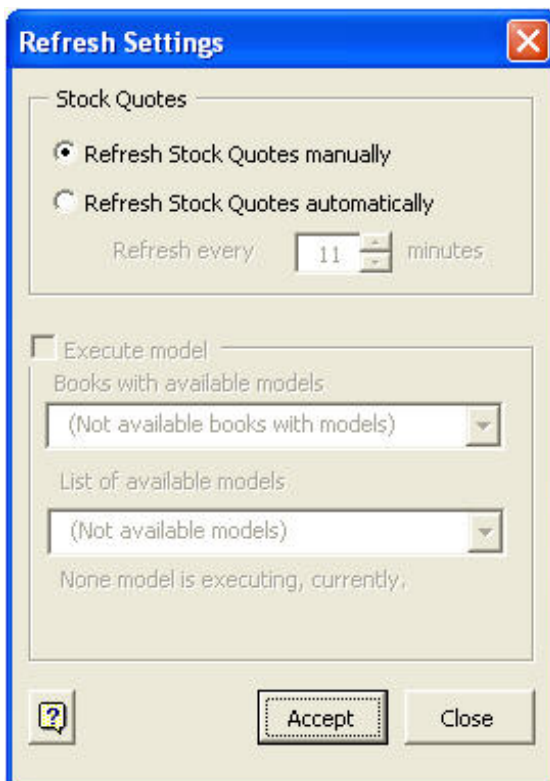 Refresh Settings
Stock Quotes
Refresh Stock Quotes manually
Refresh Stock Quotes automatically
Refresh every 11 minutes
Execute model
Books with available models
(Not available books with models)
List of available models
(Not available models)
None model is executing, currently.
? Accept Close